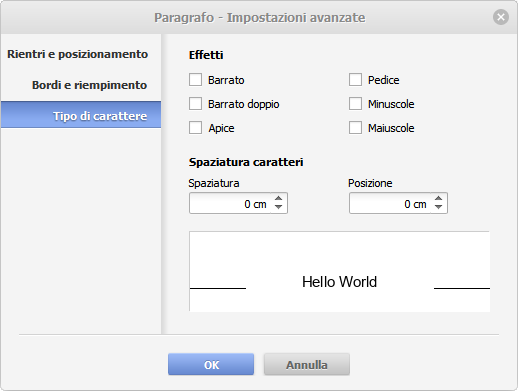 Paragrafo - Impostazioni avanzate
Rientri e posizionamento
Bordi e riempimento
Tipo di carattere
Effetti
Barrato
Pedice
Barrato doppio
Minuscole
Apice
Maiuscole
Spaziatura caratteri
Spaziatura
Posizione
0 cm
0 cm
Hello World
OK
Annulla